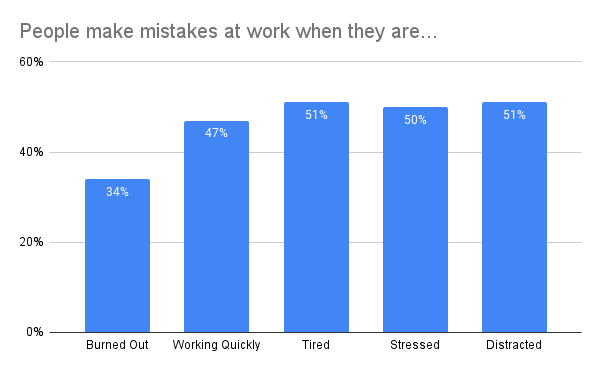 People make mistakes at work when they are...
60%
40%
20%
0%
34%
47%
51%
50%
51%
Burned Out
Working Quickly
Tired
Stressed
Distracted